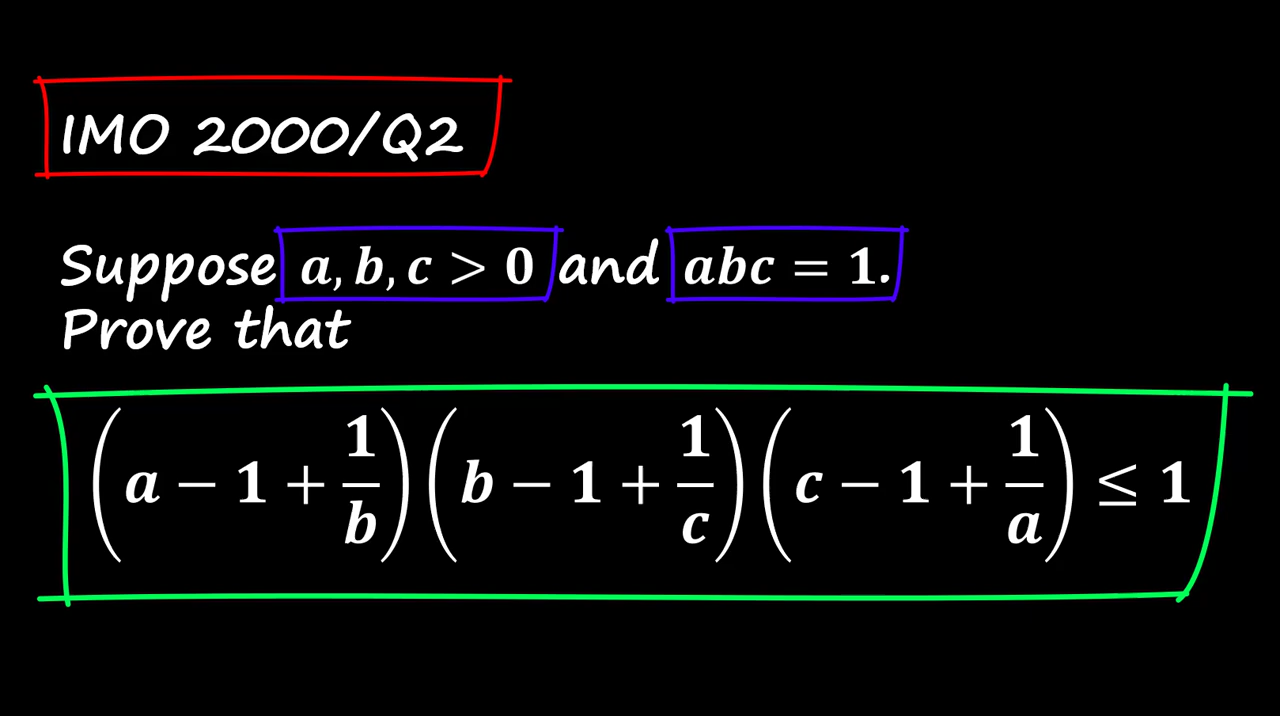 IMO 2000/Q2
Suppose a, b, c > 0 and abc = 1.
Prove that
(a − 1 + 1/b)(b − 1 + 1/c)(c − 1 + 1/a) ≤ 1